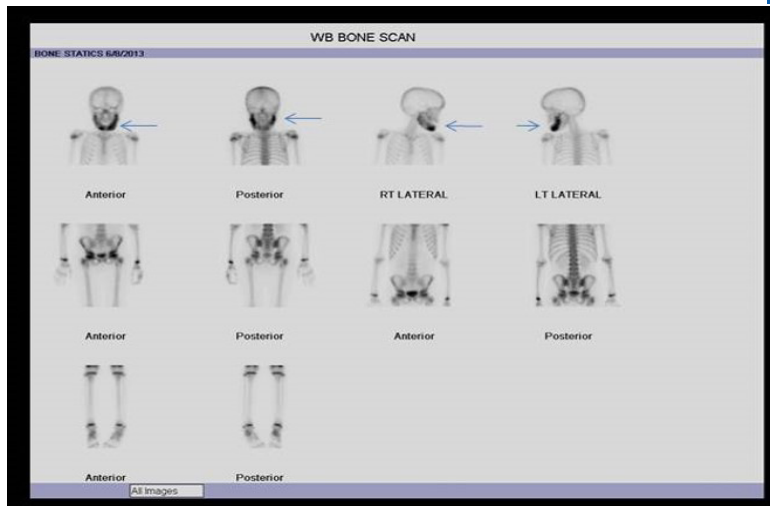 WB BONE SCAN
BONE STATICS 6/8/2013
Anterior
Posterior
RT LATERAL
LT LATERAL
Anterior
Posterior
Anterior
Posterior
Anterior
Posterior
All Images